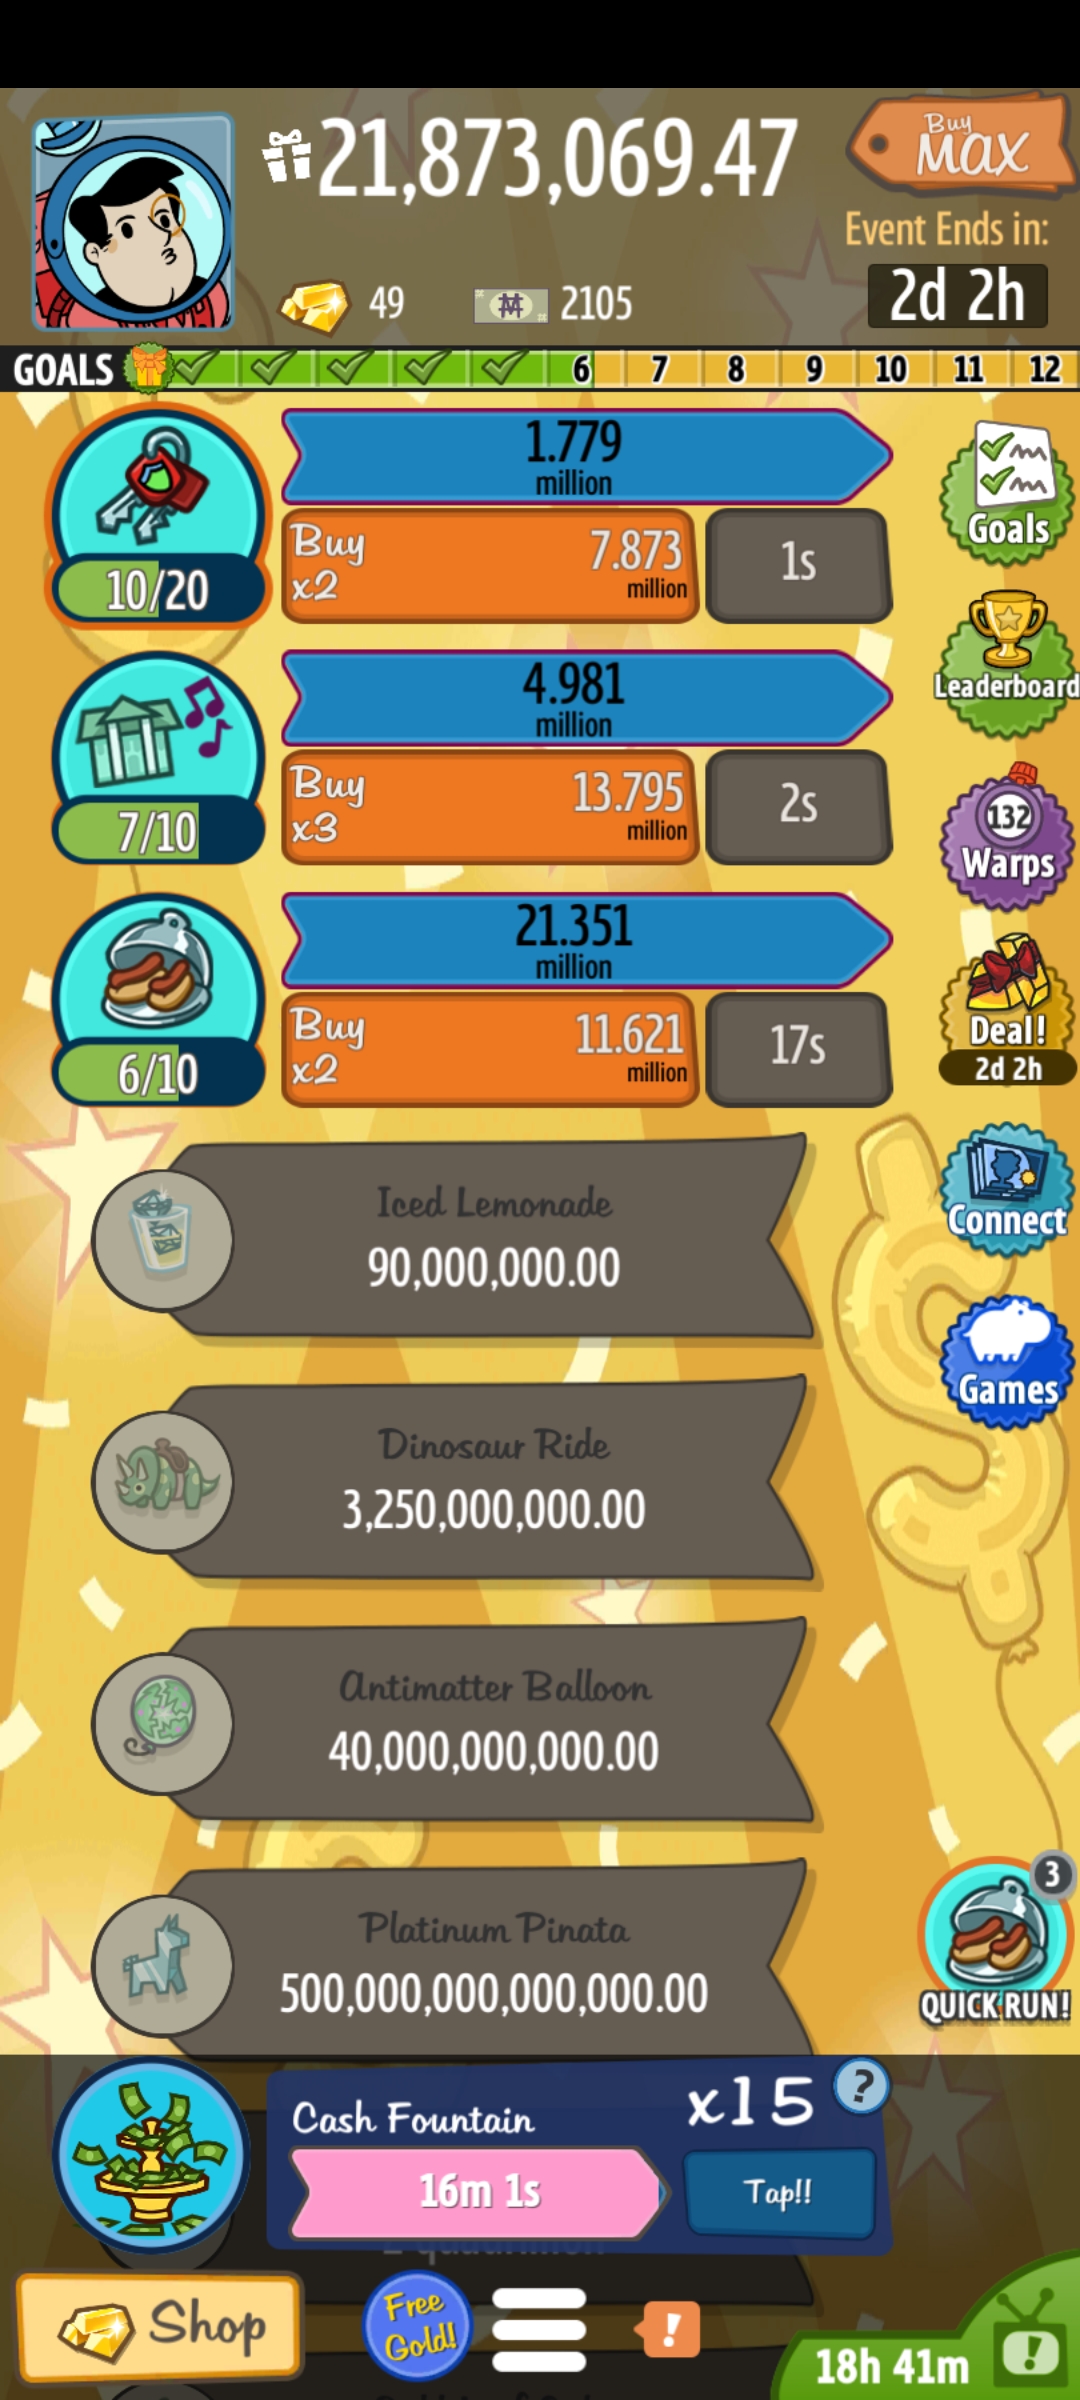 21,873,069.47
Buy
MAX
Event Ends in:
49
2105
2d 2h
GOALS
6
7
8
9
10
11
12
1.779
million
Buy
x2
7.873
million
1s
10/20
Goals
Leaderboard
4.981
million
Buy
x3
13.795
million
2s
7/10
132
Warps
21.351
million
Buy
x2
11.621
million
17s
6/10
Deal!
2d 2h
Iced Lemonade
90,000,000.00
Connect
Dinosaur Ride
3,250,000,000.00
Games
Antimatter Balloon
40,000,000,000.00
Platinum Pinata
500,000,000,000.00
3
QUICK RUN!
Cash Fountain
x15
?
16m 1s
Tap!!
Shop
Free
Gold!
!
18h 41m
!